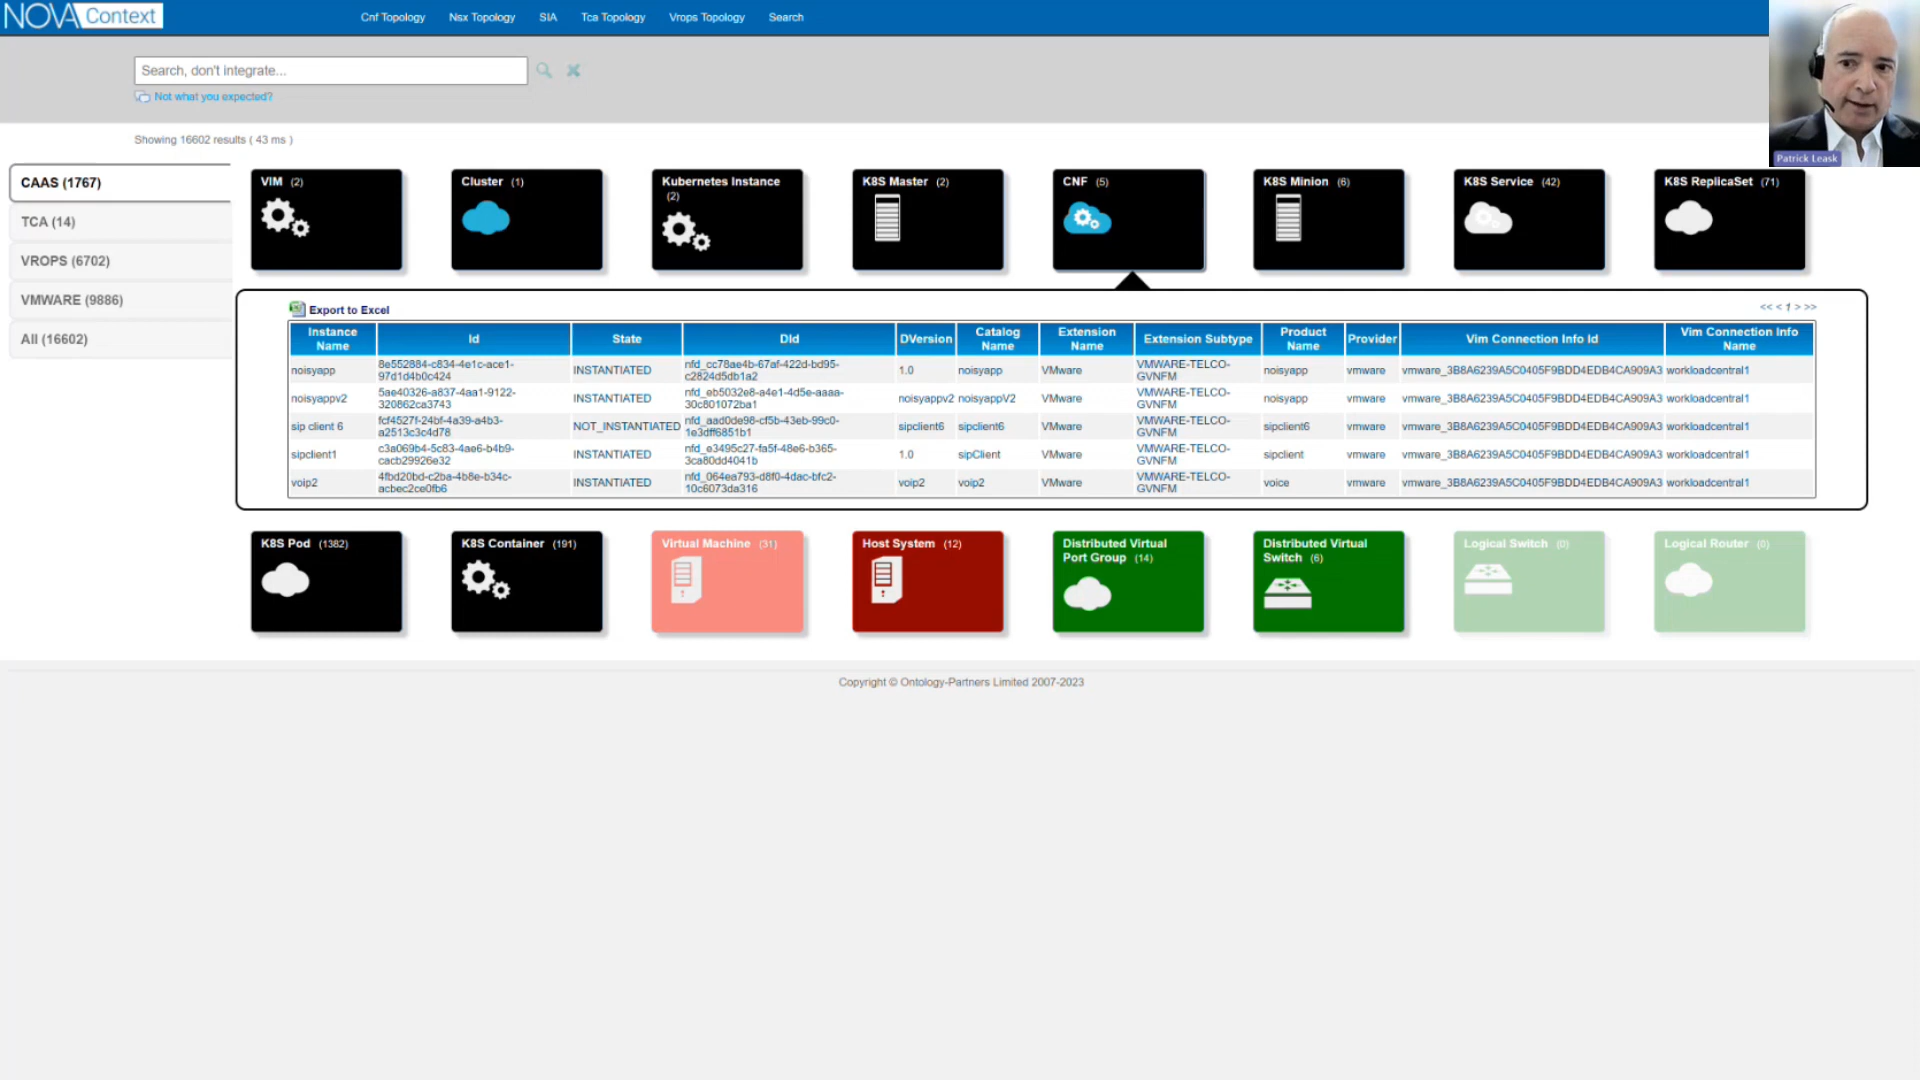 NOVA Context
Cnf Topology Nsx Topology SIA Tca Topology Vrops Topology Search
Search, don't integrate...
Not what you expected?
Patrick Leask
Showing 16602 results ( 43 ms )
CAAS (1767)
TCA (14)
VROPS (6702)
VMWARE (9886)
All (16602)
VIM (2)
Cluster (1)
Kubernetes Instance
(2)
K8S Master (2)
CNF (5)
K8S Minion (6)
K8S Service (42)
K8S ReplicaSet (71)
Export to Excel
<< < 1 > >>
Instance Name Id State DId DVersion Catalog Name Extension Name Extension Subtype Product Name Provider Vim Connection Info Id Vim Connection Info Name
noisyapp 8e552884-c834-4e1c-ace1-97d1d4b0c424 INSTANTIATED nfd_cc78ae4b-67af-422d-bd95-c2824d5db1a2 1.0 noisyapp VMware VMWARE-TELCO-GVNFM noisyapp vmware vmware_3B8A6239A5C0405F9BDD4EDB4CA909A3 workloadcentral1
noisyappv2 5ae40326-a837-4aa1-9122-320862ca3743 INSTANTIATED nfd_eb5032e8-a4e1-4d5e-aaaa-30c801072ba1 noisyappv2 noisyappV2 VMware VMWARE-TELCO-GVNFM noisyapp vmware vmware_3B8A6239A5C0405F9BDD4EDB4CA909A3 workloadcentral1
sip client 6 fcf4527f-24bf-4a39-a4b3-a2513c3c4d78 NOT_INSTANTIATED nfd_aad0de98-cf5b-43eb-99c0-1e3dff6851b1 sipclient6 sipclient6 VMware VMWARE-TELCO-GVNFM sipclient6 vmware vmware_3B8A6239A5C0405F9BDD4EDB4CA909A3 workloadcentral1
sipclient1 c3a069b4-5c83-4ae6-b4b9-cacb29926e32 INSTANTIATED nfd_e3495c27-fa5f-48e6-b365-3ca80dd4041b 1.0 sipClient VMware VMWARE-TELCO-GVNFM sipclient vmware vmware_3B8A6239A5C0405F9BDD4EDB4CA909A3 workloadcentral1
voip2 4fbd20bd-c2ba-4b8e-b34c-acbec2ce0fb6 INSTANTIATED nfd_064ea793-d8f0-4dac-bfc2-10c6073da316 voip2 voip2 VMware VMWARE-TELCO-GVNFM voice vmware vmware_3B8A6239A5C0405F9BDD4EDB4CA909A3 workloadcentral1
K8S Pod (1382)
K8S Container (191)
Virtual Machine (31)
Host System (12)
Distributed Virtual
Port Group (14)
Distributed Virtual
Switch (6)
Logical Switch (0)
Logical Router (0)
Copyright © Ontology-Partners Limited 2007-2023